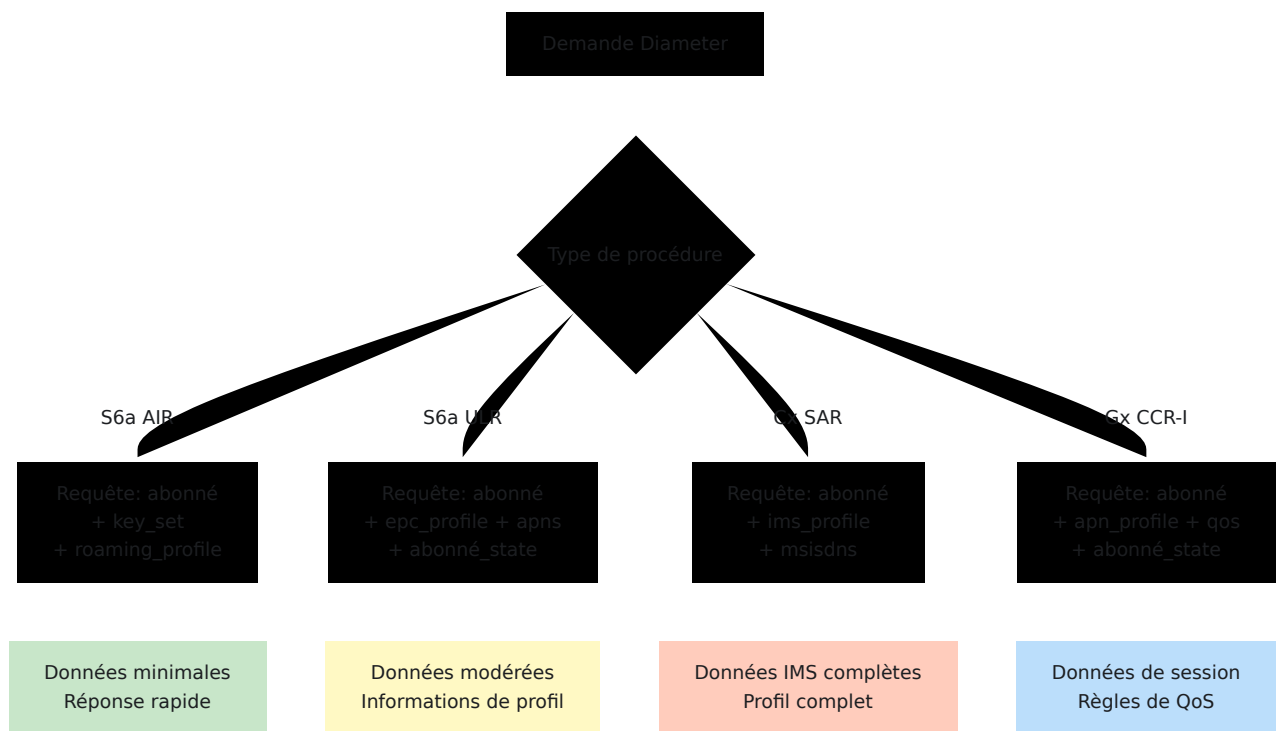 Demande Diameter
Type de procédure
S6a AIR
S6a ULR
Cx SAR
Gx CCR-I
Requête: abonné
+ key_set
+ roaming_profile
Requête: abonné
+ epc_profile + apns
+ abonné_state
Requête: abonné
+ ims_profile
+ msisdns
Requête: abonné
+ apn_profile + qos
+ abonné_state
Données minimales
Réponse rapide
Données modérées
Informations de profil
Données IMS complètes
Profil complet
Données de session
Règles de QoS